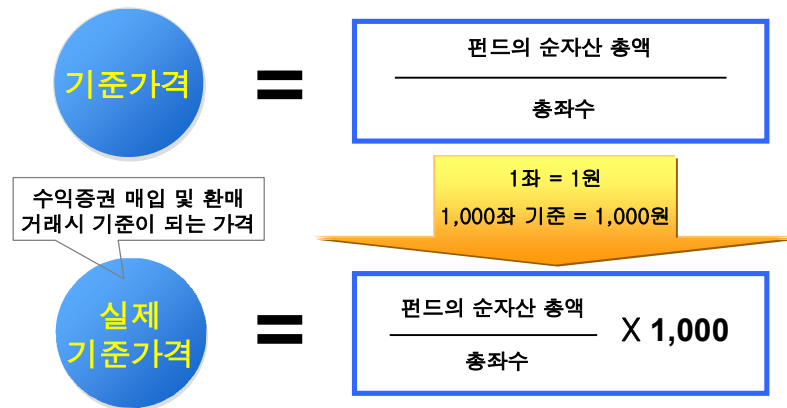 기준가격
=
펀드의 순자산 총액
총좌수
1좌 = 1원
1,000좌 기준 = 1,000원
수익증권 매입 및 환매
거래시 기준이 되는 가격
실제
기준가격
=
펀드의 순자산 총액
총좌수
X 1,000